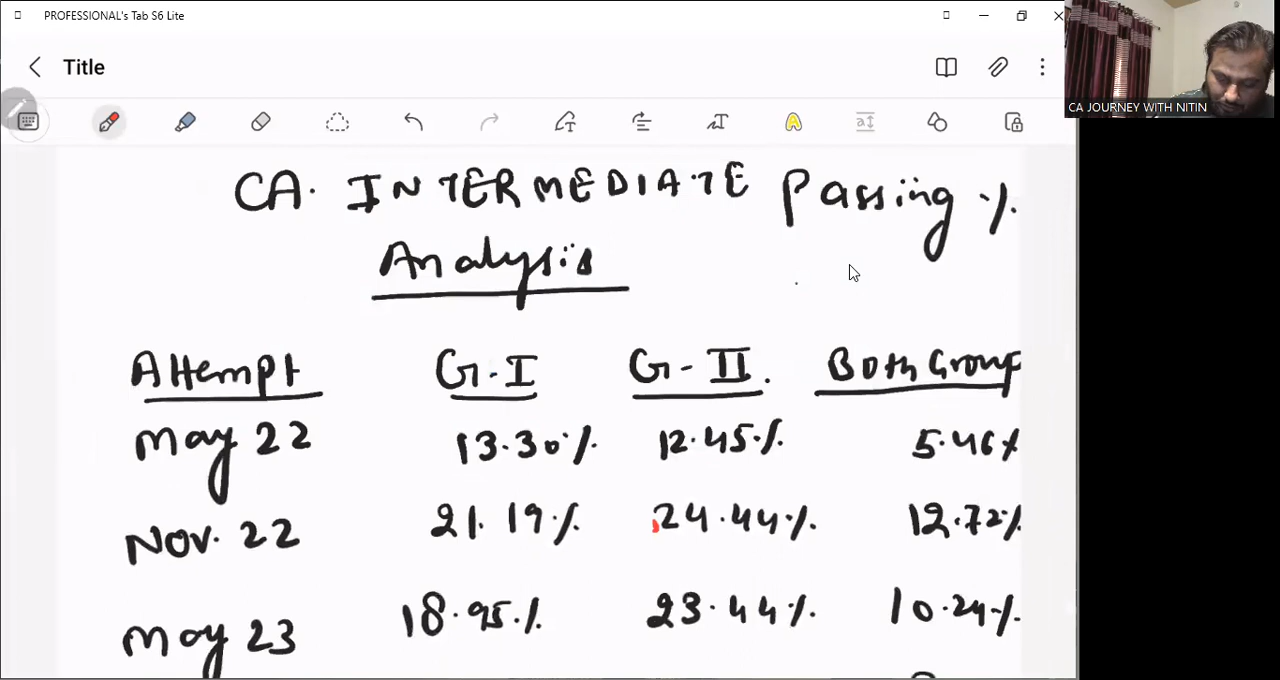 PROFESSIONAL's Tab S6 Lite
Title
CA JOURNEY WITH NITIN
CA. INTERMEDIATE Passing %
Analysis
Attempt G-I G-II. Both Group
May 22 13.30% 12.45% 5.46%
Nov. 22 21.19% 24.44% 12.72%
May 23 18.95% 23.44% 10.24%